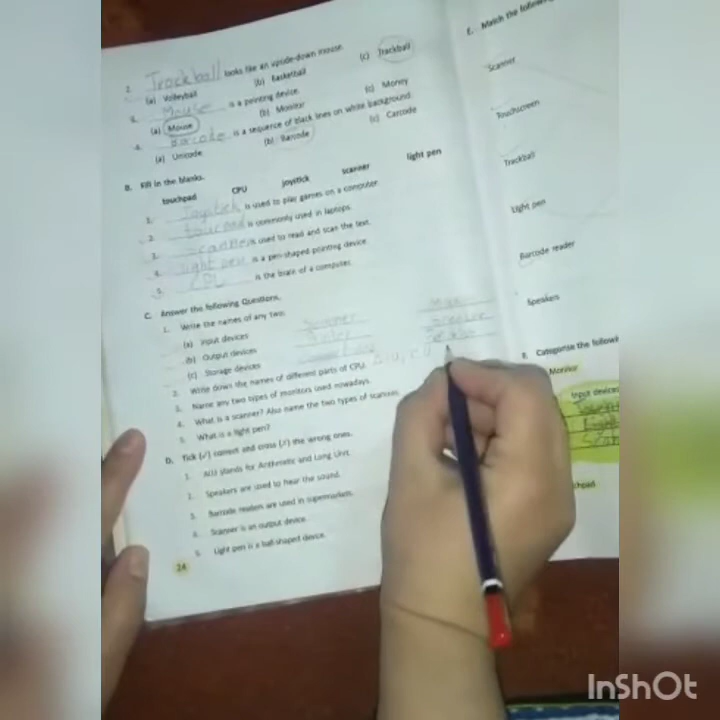 2. Trackball looks like an upside-down mouse.
(a) Volleyball (b) Basketball (c) Trackball
3. Mouse is a pointing device.
(a) Mouse (b) Monitor (c) Money
4. Barcode is a sequence of black lines on white background.
(a) Unicode (b) Barcode (c) Carcode
B. Fill in the blanks.
touchpad CPU joystick scanner light pen
1. Joystick is used to play games on a computer.
2. is commonly used in laptops.
3. scanner is used to read and scan the text.
4. light pen is a pen-shaped pointing device.
5. CPU is the brain of a computer.
C. Answer the following Questions.
1. Write the names of any two:
(a) Input devices Scanner
(b) Output devices
(c) Storage devices
2. Write down the names of different parts of CPU.
3. Name any two types of monitors used nowadays.
4. What is a scanner? Also name the two types of scanners.
5. What is a light pen?
D. Tick (✓) correct and cross (✗) the wrong ones.
1. ALU stands for Arithmetic and Long Unit.
2. Speakers are used to hear the sound.
3. Barcode readers are used in supermarkets.
4. Scanner is an output device.
5. Light pen is a ball-shaped device.
24
E. Match the
Scanner
Touchscreen
Trackball
Light pen
Barcode reader
Speakers
F. Categorise the
Monitor
Input devices
InShOt